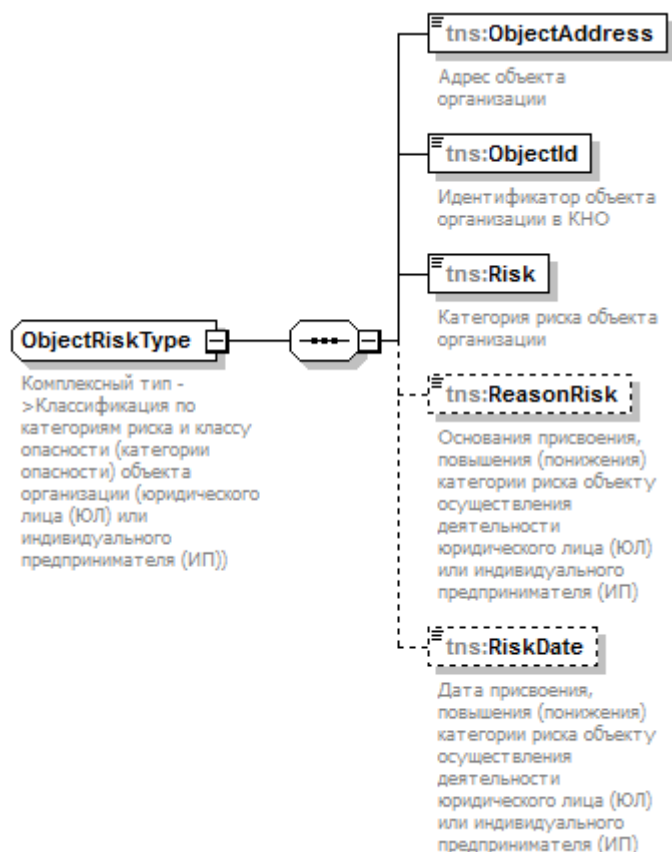 tns:ObjectAddress
Адрес объекта
организации
tns:ObjectId
Идентификатор объекта
организации в КНО
tns:Risk
Категория риска объекта
организации
ObjectRiskType
Комплексный тип -
>Классификация по
категориям риска и классу
опасности (категории
опасности) объекта
организации (юридического
лица (ЮЛ) или
индивидуального
предпринимателя (ИП))
tns:ReasonRisk
Основания присвоения,
повышения (понижения)
категории риска объекту
осуществления
деятельности
юридического лица (ЮЛ)
или индивидуального
предпринимателя (ИП)
tns:RiskDate
Дата присвоения,
повышения (понижения)
категории риска объекту
осуществления
деятельности
юридического лица (ЮЛ)
или индивидуального
предпринимателя (ИП)